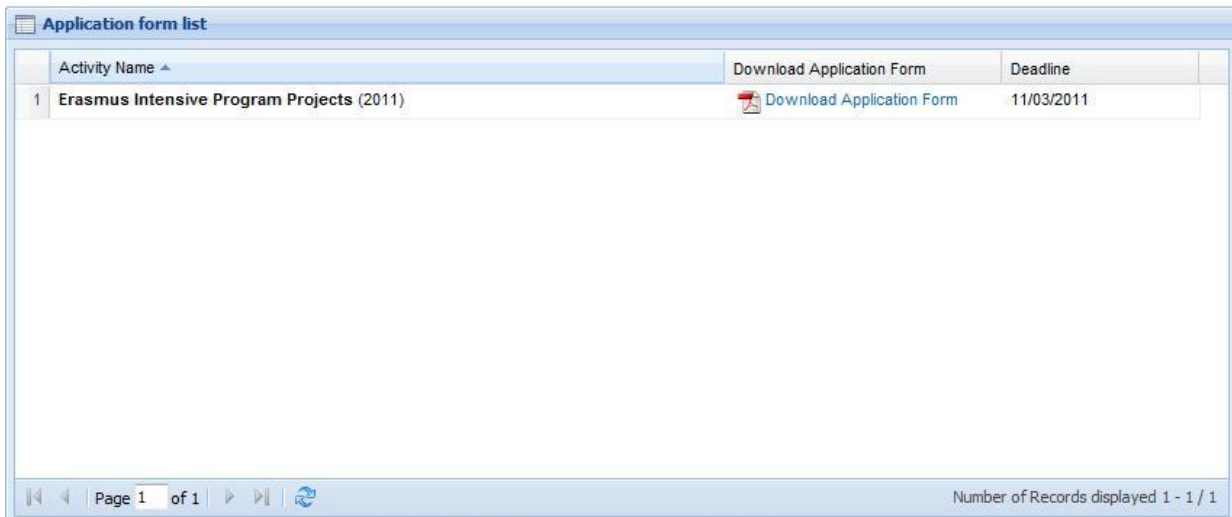 Application form list
Activity Name Download Application Form Deadline
1 Erasmus Intensive Program Projects (2011) Download Application Form 11/03/2011
Page 1 of 1 Number of Records displayed 1 - 1 / 1